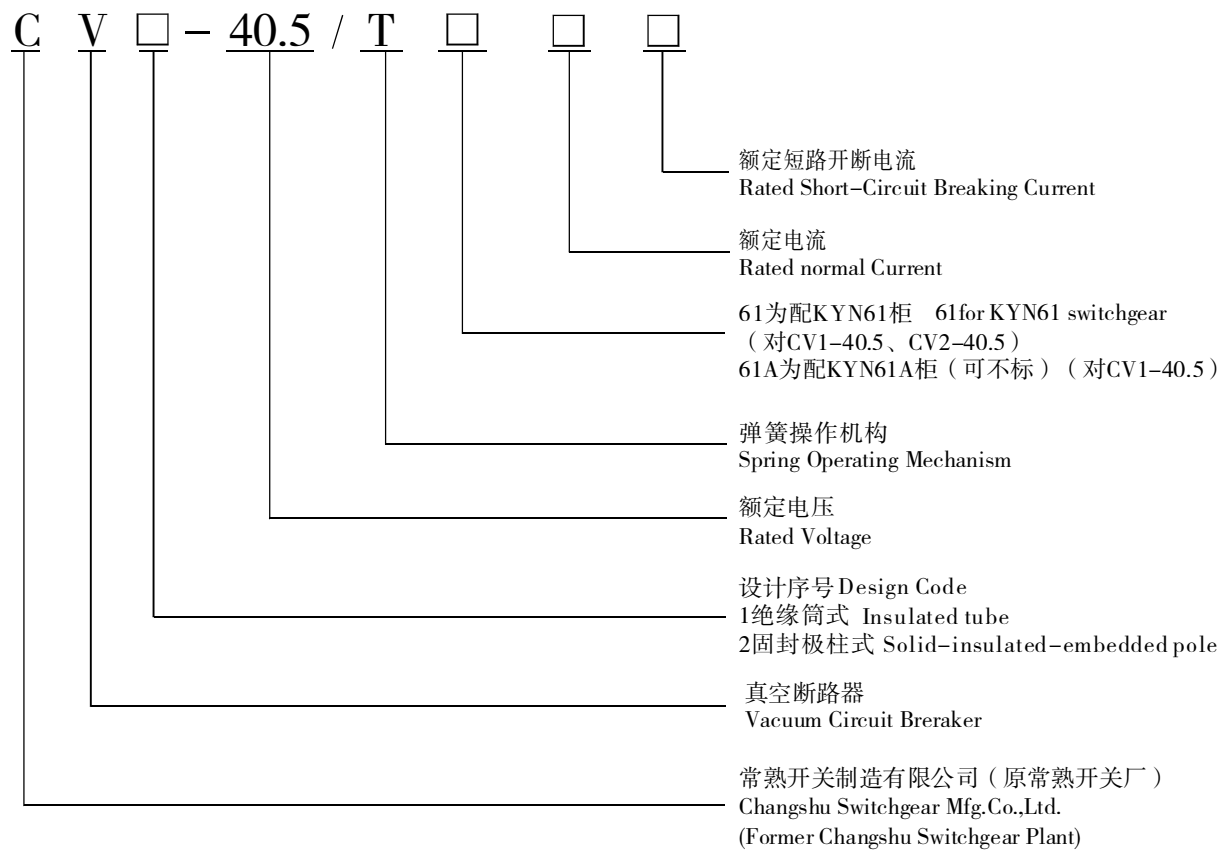 C V □ - 40.5 / T □ □ □
额定短路开断电流
Rated Short-Circuit Breaking Current
额定电流
Rated normal Current
61为配KYN61柜 61for KYN61 switchgear
（对CV1-40.5、CV2-40.5）
61A为配KYN61A柜（可不标）（对CV1-40.5）
弹簧操作机构
Spring Operating Mechanism
额定电压
Rated Voltage
设计序号Design Code
1绝缘筒式 Insulated tube
2固封极柱式 Solid-insulated-embedded pole
真空断路器
Vacuum Circuit Breraker
常熟开关制造有限公司（原常熟开关厂）
Changshu Switchgear Mfg.Co.,Ltd.
(Former Changshu Switchgear Plant)